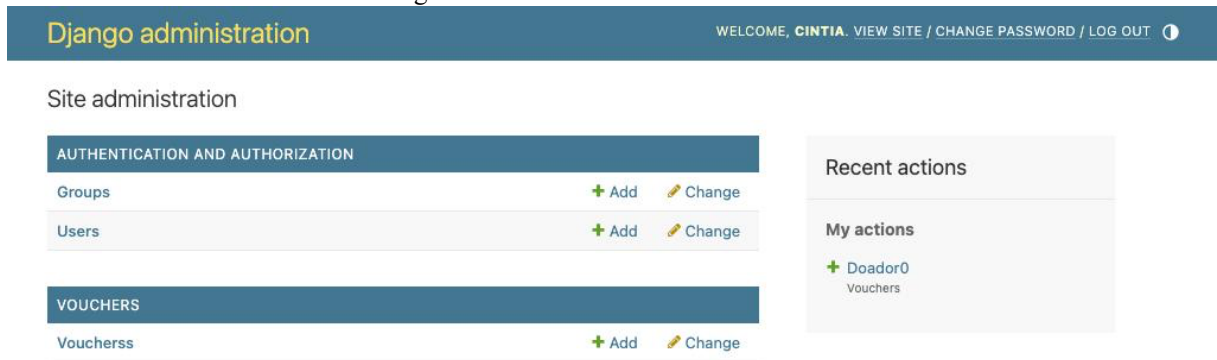 Django administration
WELCOME, CINTIA. VIEW SITE / CHANGE PASSWORD / LOG OUT
Site administration
AUTHENTICATION AND AUTHORIZATION
Groups + Add Change
Users + Add Change
VOUCHERS
Voucherss + Add Change
Recent actions
My actions
+ Doador0
Vouchers